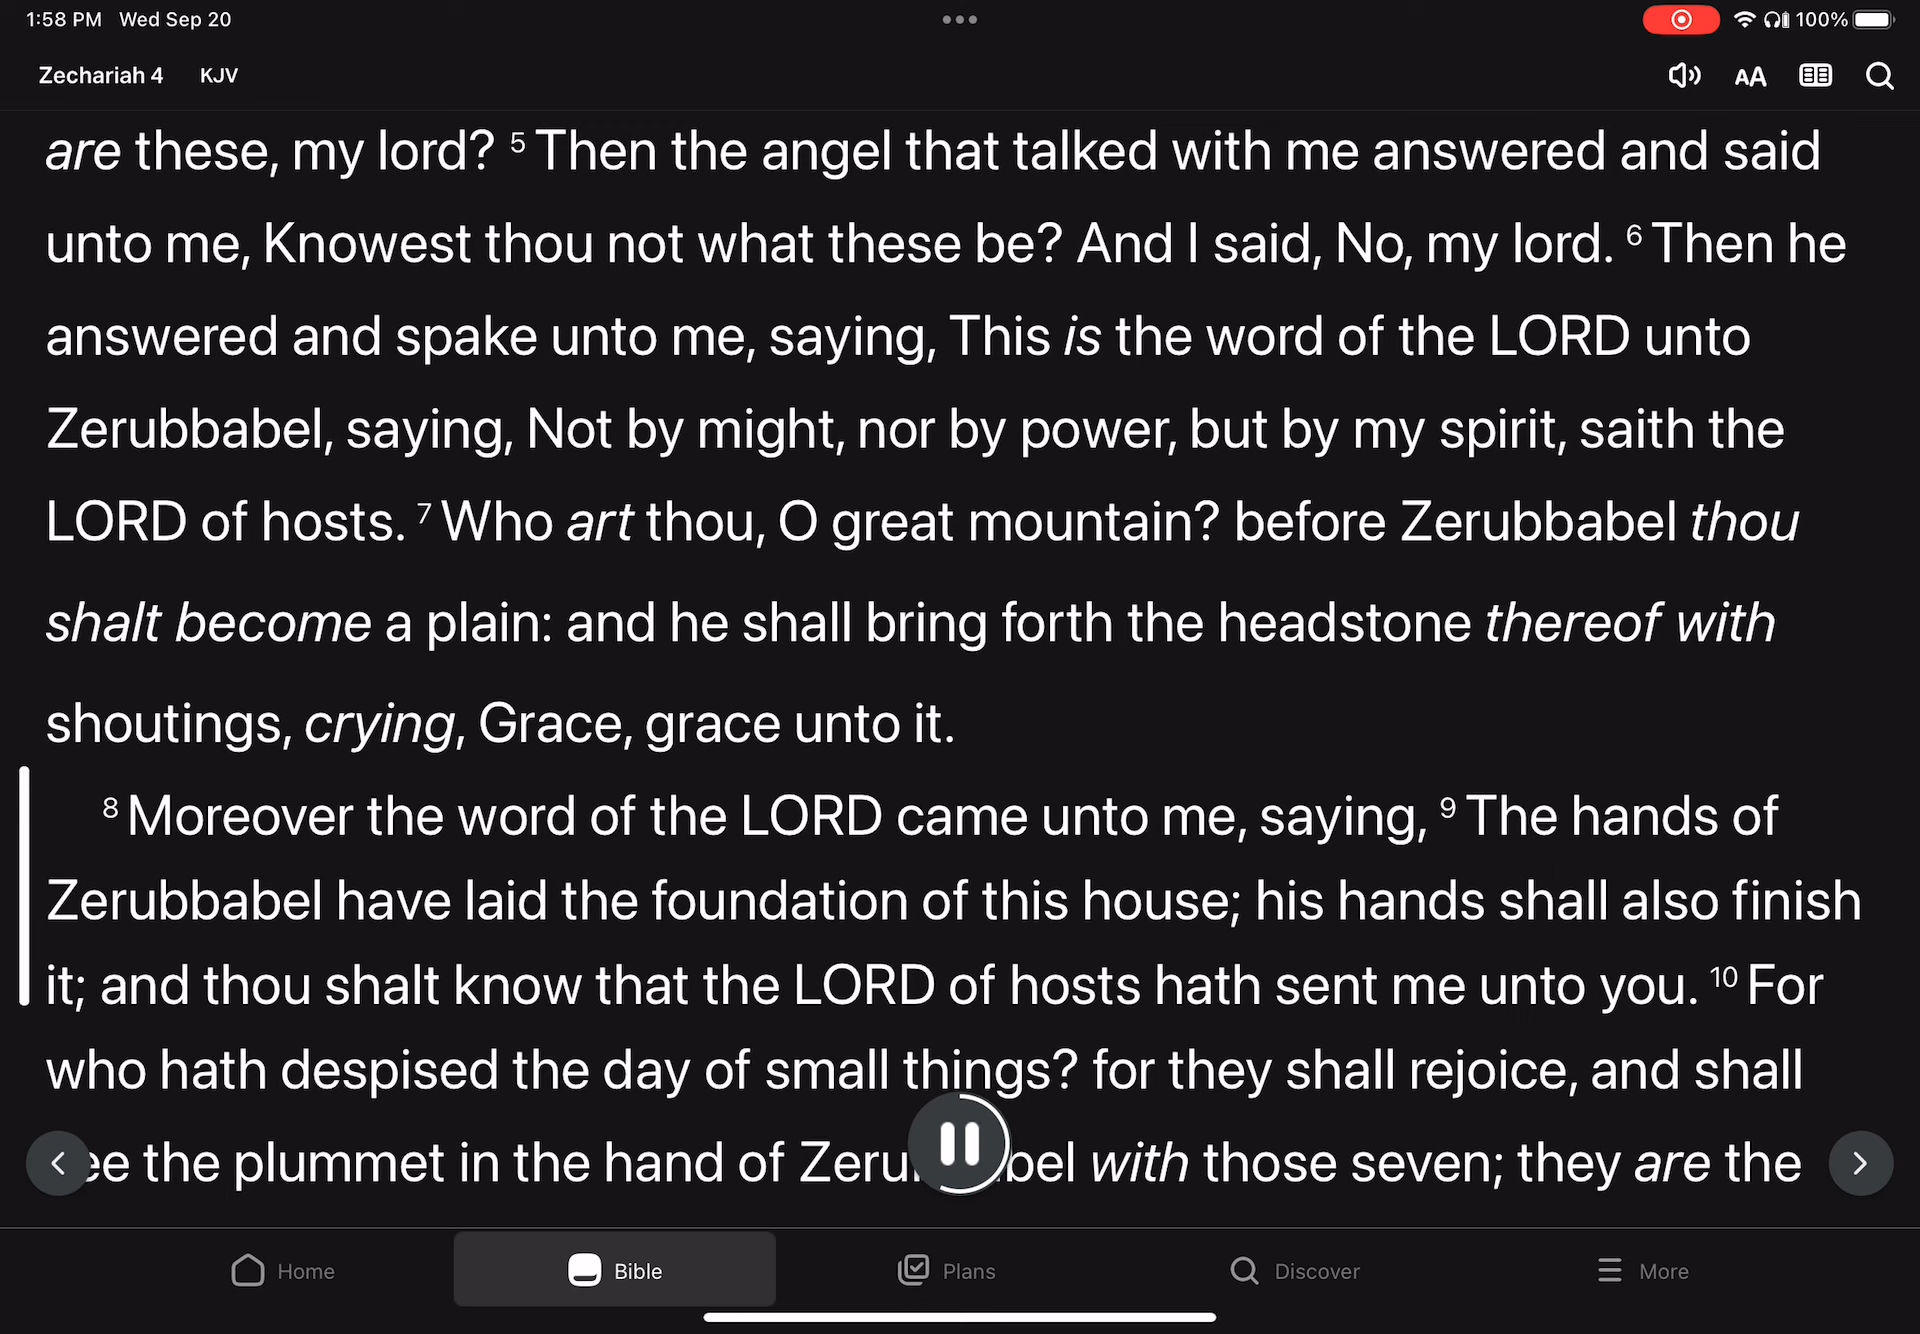 1:58 PM Wed Sep 20
100%
Zechariah 4 KJV
AA
are these, my lord? 5 Then the angel that talked with me answered and said
unto me, Knowest thou not what these be? And I said, No, my lord. 6 Then he
answered and spake unto me, saying, This is the word of the LORD unto
Zerubbabel, saying, Not by might, nor by power, but by my spirit, saith the
LORD of hosts. 7 Who art thou, O great mountain? before Zerubbabel thou
shalt become a plain: and he shall bring forth the headstone thereof with
shoutings, crying, Grace, grace unto it.
8 Moreover the word of the LORD came unto me, saying, 9 The hands of
Zerubbabel have laid the foundation of this house; his hands shall also finish
it; and thou shalt know that the LORD of hosts hath sent me unto you. 10 For
who hath despised the day of small things? for they shall rejoice, and shall
the plummet in the hand of with those seven; they are the
Home Bible Plans Discover More